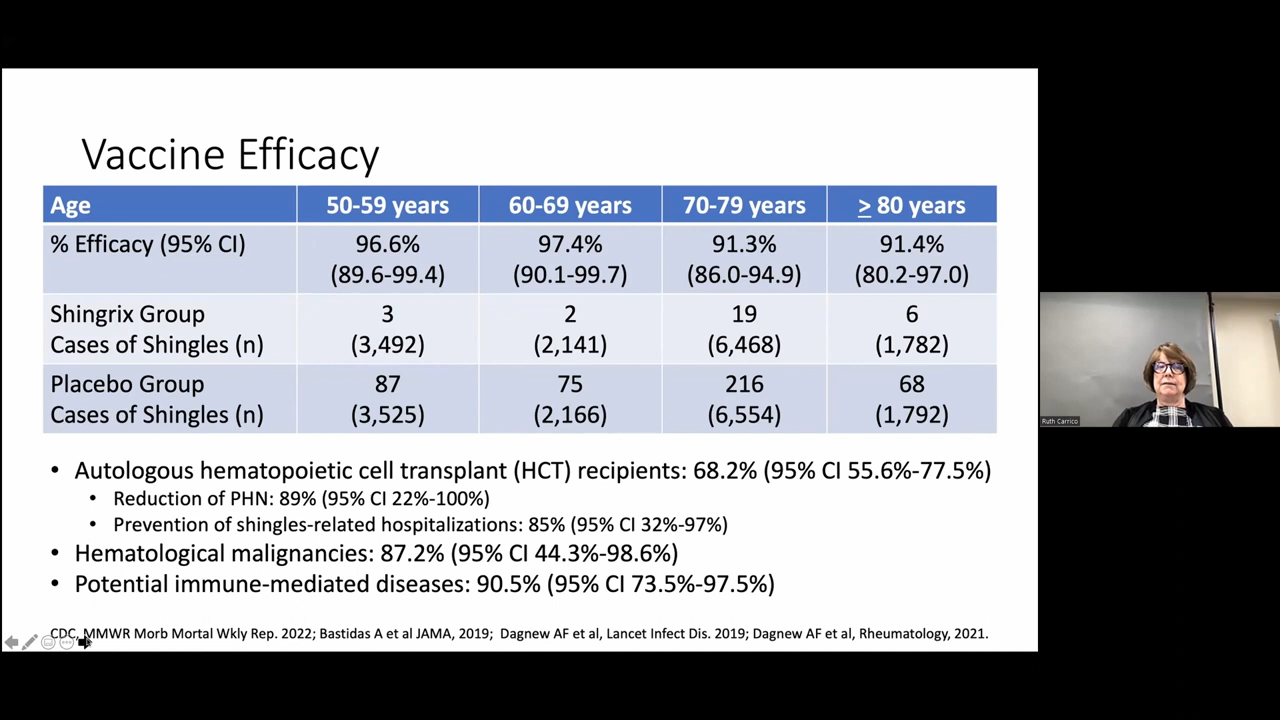 Vaccine Efficacy
Age 50-59 years 60-69 years 70-79 years ≥ 80 years
% Efficacy (95% CI) 96.6% 97.4% 91.3% 91.4%
(89.6-99.4) (90.1-99.7) (86.0-94.9) (80.2-97.0)
Shingrix Group 3 2 19 6
Cases of Shingles (n) (3,492) (2,141) (6,468) (1,782)
Placebo Group 87 75 216 68
Cases of Shingles (n) (3,525) (2,166) (6,554) (1,792)
• Autologous hematopoietic cell transplant (HCT) recipients: 68.2% (95% CI 55.6%-77.5%)
• Reduction of PHN: 89% (95% CI 22%-100%)
• Prevention of shingles-related hospitalizations: 85% (95% CI 32%-97%)
• Hematological malignancies: 87.2% (95% CI 44.3%-98.6%)
• Potential immune-mediated diseases: 90.5% (95% CI 73.5%-97.5%)
CDC, MMWR Morb Mortal Wkly Rep. 2022; Bastidas A et al JAMA, 2019; Dagnew AF et al, Lancet Infect Dis. 2019; Dagnew AF et al, Rheumatology, 2021.
Ruth Carrico